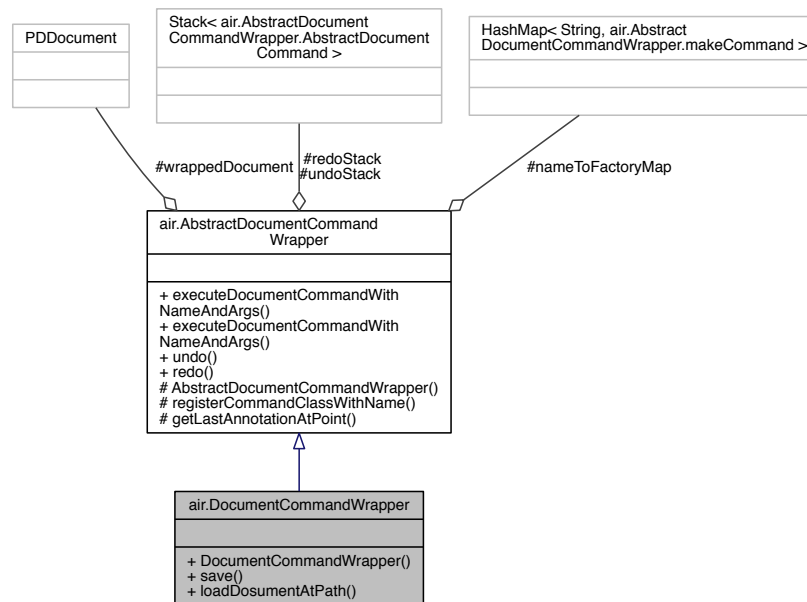 PDDocument
Stack< air.AbstractDocument
CommandWrapper.AbstractDocument
Command >
HashMap< String, air.Abstract
DocumentCommandWrapper.makeCommand >
#wrappedDocument
#redoStack
#undoStack
#nameToFactoryMap
air.AbstractDocumentCommand
Wrapper
+ executeDocumentCommandWith
NameAndArgs()
+ executeDocumentCommandWith
NameAndArgs()
+ undo()
+ redo()
# AbstractDocumentCommandWrapper()
# registerCommandClassWithName()
# getLastAnnotationAtPoint()
air.DocumentCommandWrapper
+ DocumentCommandWrapper()
+ save()
+ loadDosumentAtPath()